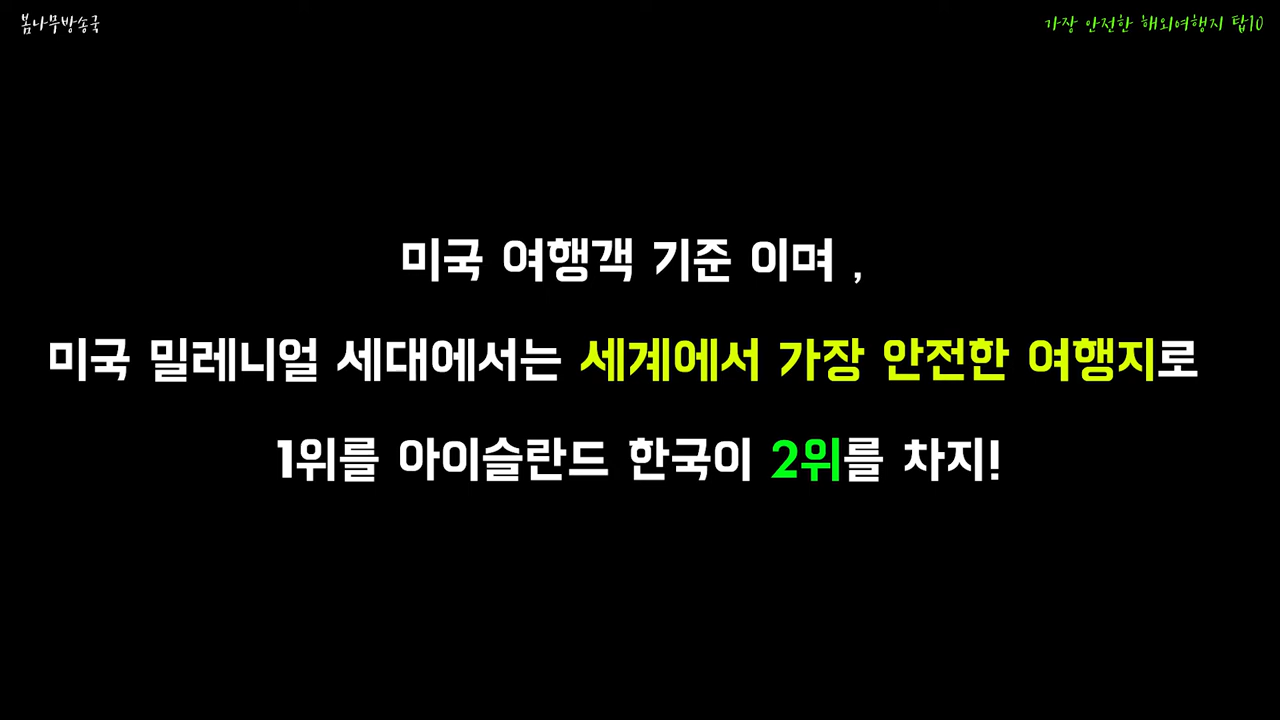 봄나무방송국
가장 안전한 해외여행지 탑10
미국 여행객 기준 이며 ,
미국 밀레니얼 세대에서는 세계에서 가장 안전한 여행지로
1위를 아이슬란드 한국이 2위를 차지!